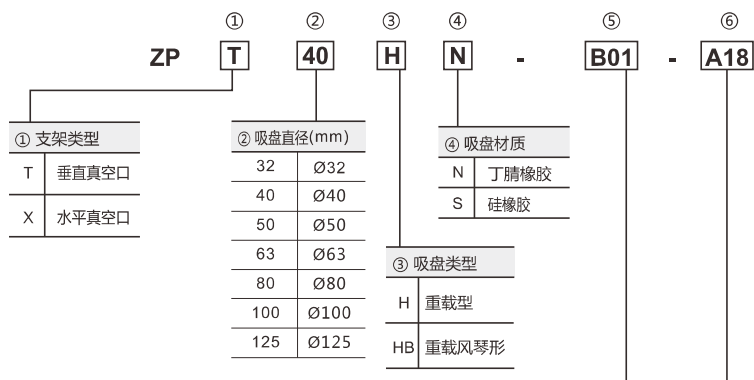 ① ② ③ ④ ⑤ ⑥
ZP T 40 H N - B01 - A18
① 支架类型
T 垂直真空口
X 水平真空口
② 吸盘直径(mm)
32 Ø32
40 Ø40
50 Ø50
63 Ø63
80 Ø80
100 Ø100
125 Ø125
④ 吸盘材质
N 丁腈橡胶
S 硅橡胶
③ 吸盘类型
H 重载型
HB 重载风琴形